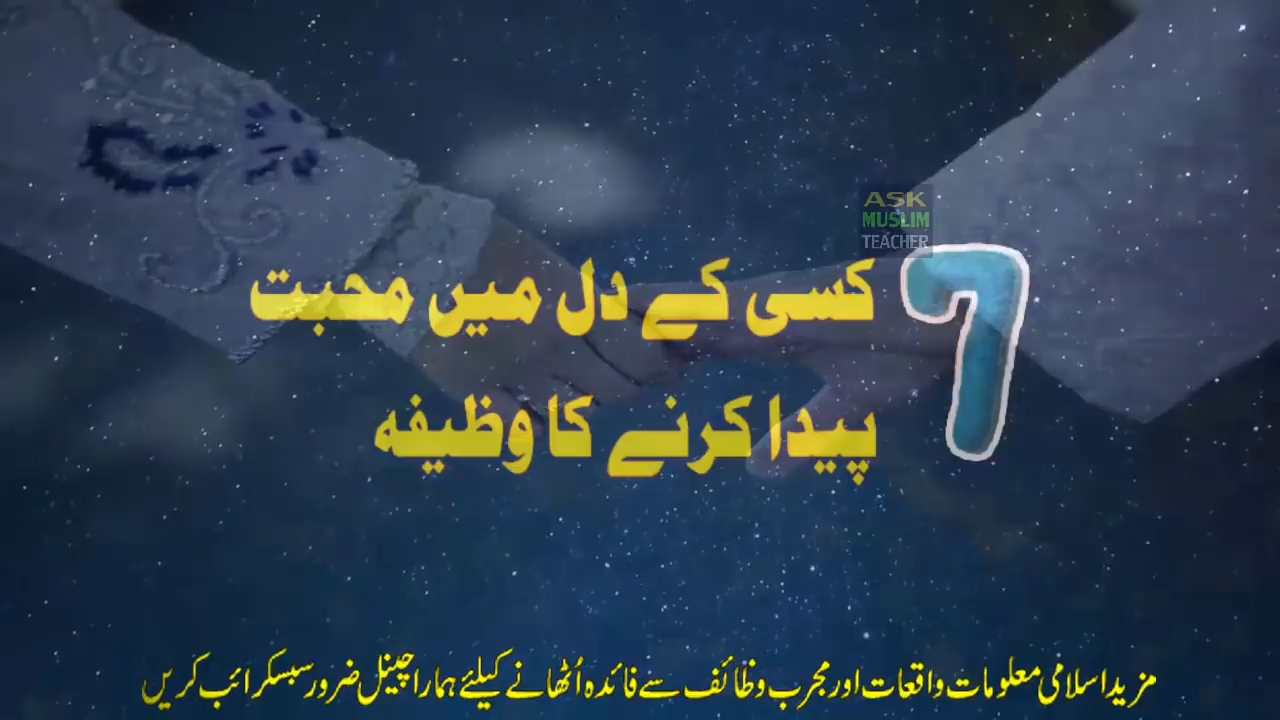 ASK
MUSLIM
TEACHER
7
کسی کے دل میں محبت
پیدا کرنے کا وظیفہ
مزید اسلامی معلومات واقعات اور مجرب وظائف سے فائدہ اُٹھانے کیلئے ہمارا چینل ضرور سبسکرائب کریں